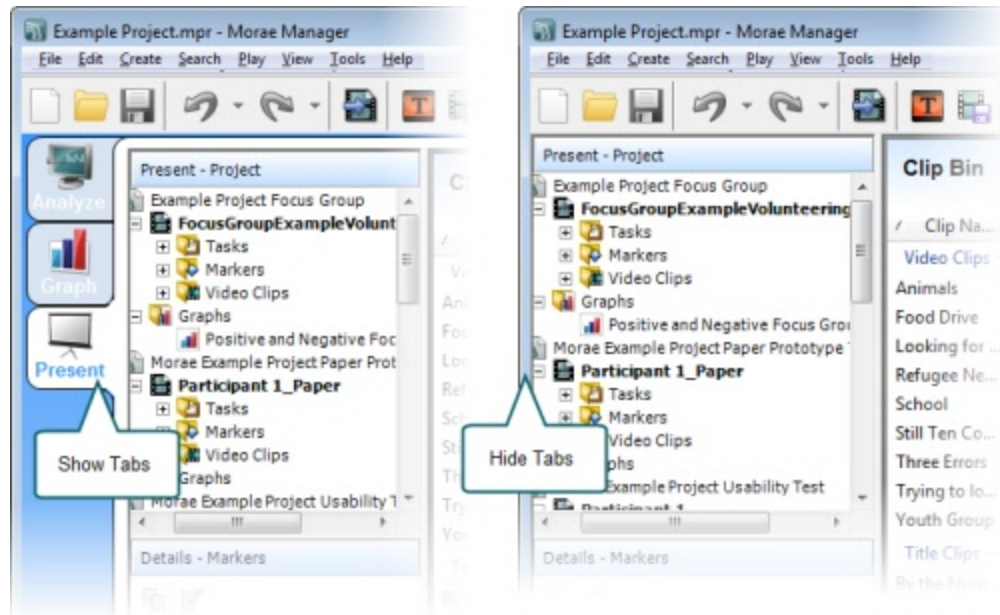 Example Project.mpr - Morae Manager
File Edit Create Search Play View Tools Help
T
Analyze
Graph
Present
Present - Project
Example Project Focus Group
FocusGroupExampleVolunt
Tasks
Markers
Video Clips
Graphs
Positive and Negative Foc
Morae Example Project Paper Prot
Participant 1_Paper
Tasks
Markers
Video Clips
Graphs
Morae Example Project Usability T
Details - Markers
Show Tabs
Example Project.mpr - Morae Manager
File Edit Create Search Play View Tools Help
T
Present - Project
Example Project Focus Group
FocusGroupExampleVolunteering
Tasks
Markers
Video Clips
Graphs
Positive and Negative Focus Grou
Morae Example Project Paper Prototype
Participant 1_Paper
Tasks
Markers
Video Clips
phs
Example Project Usability Test
Participant 1
Details - Markers
Hide Tabs
Clip Bin
Clip Na...
Video Clips
Animals
Food Drive
Looking for ...
Refugee Ne...
School
Still Ten Co...
Three Errors
Trying to lo...
Youth Group
Title Clips
By the Num